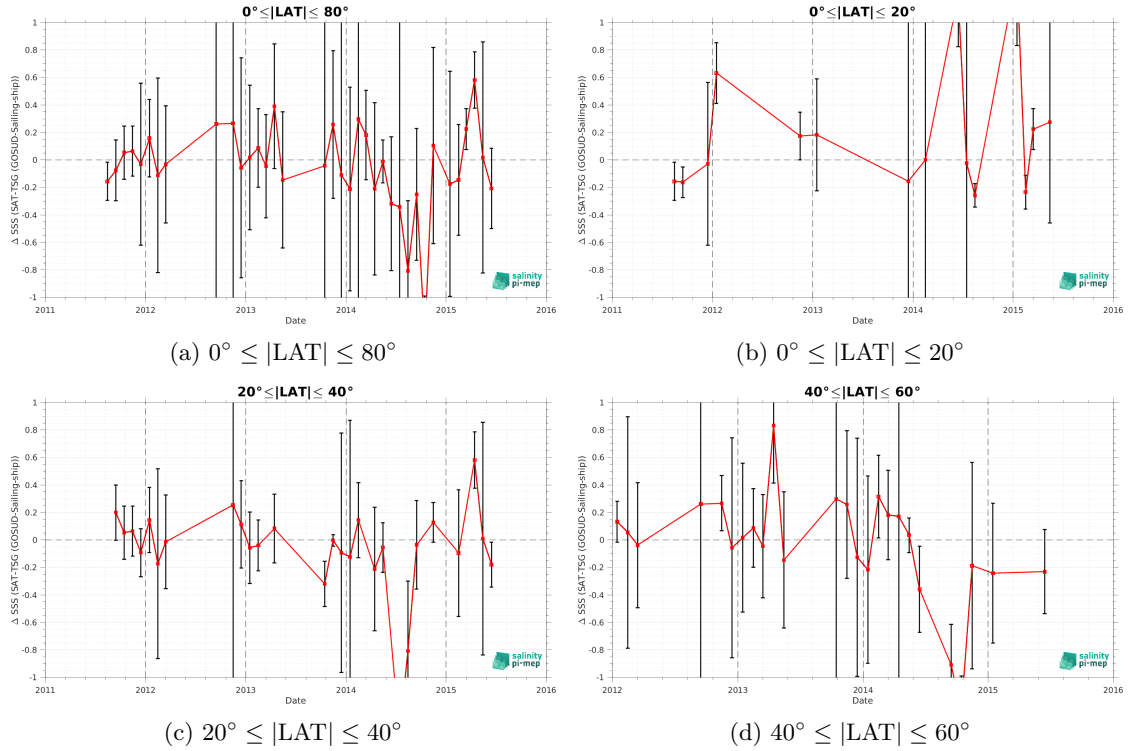 0°≤|LAT|≤ 80°
1
0.8
0.6
0.4
0.2
0
-0.2
-0.4
-0.6
-0.8
-1
Δ SSS (SAT-TSG (GOSUD-Sailing-ship))
2011
2012
2013
2014
2015
2016
Date
salinity
pi-mep
(a) 0° ≤ |LAT| ≤ 80°
0°≤|LAT|≤ 20°
1
0.8
0.6
0.4
0.2
0
-0.2
-0.4
-0.6
-0.8
-1
Δ SSS (SAT-TSG (GOSUD-Sailing-ship))
2011
2012
2013
2014
2015
2016
Date
salinity
pi-mep
(b) 0° ≤ |LAT| ≤ 20°
20°≤|LAT|≤ 40°
1
0.8
0.6
0.4
0.2
0
-0.2
-0.4
-0.6
-0.8
-1
Δ SSS (SAT-TSG (GOSUD-Sailing-ship))
2011
2012
2013
2014
2015
2016
Date
salinity
pi-mep
(c) 20° ≤ |LAT| ≤ 40°
40°≤|LAT|≤ 60°
1
0.8
0.6
0.4
0.2
0
-0.2
-0.4
-0.6
-0.8
-1
Δ SSS (SAT-TSG (GOSUD-Sailing-ship))
2012
2013
2014
2015
2016
Date
salinity
pi-mep
(d) 40° ≤ |LAT| ≤ 60°